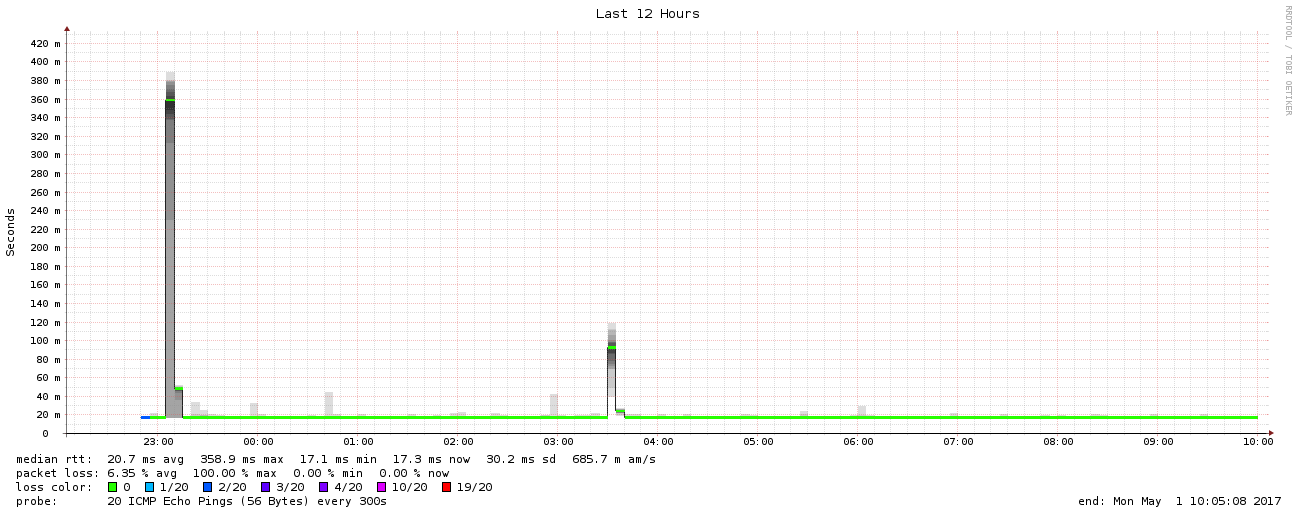 Last 12 Hours
RRDTOOL / TOBI OETIKER
Seconds
420 m
400 m
380 m
360 m
340 m
320 m
300 m
280 m
260 m
240 m
220 m
200 m
180 m
160 m
140 m
120 m
100 m
80 m
60 m
40 m
20 m
0
23:00 00:00 01:00 02:00 03:00 04:00 05:00 06:00 07:00 08:00 09:00 10:00
median rtt: 20.7 ms avg 358.9 ms max 17.1 ms min 17.3 ms now 30.2 ms sd 685.7 m am/s
packet loss: 6.35 % avg 100.00 % max 0.00 % min 0.00 % now
loss color: 0 1/20 2/20 3/20 4/20 10/20 19/20
probe: 20 ICMP Echo Pings (56 Bytes) every 300s end: Mon May 1 10:05:08 2017